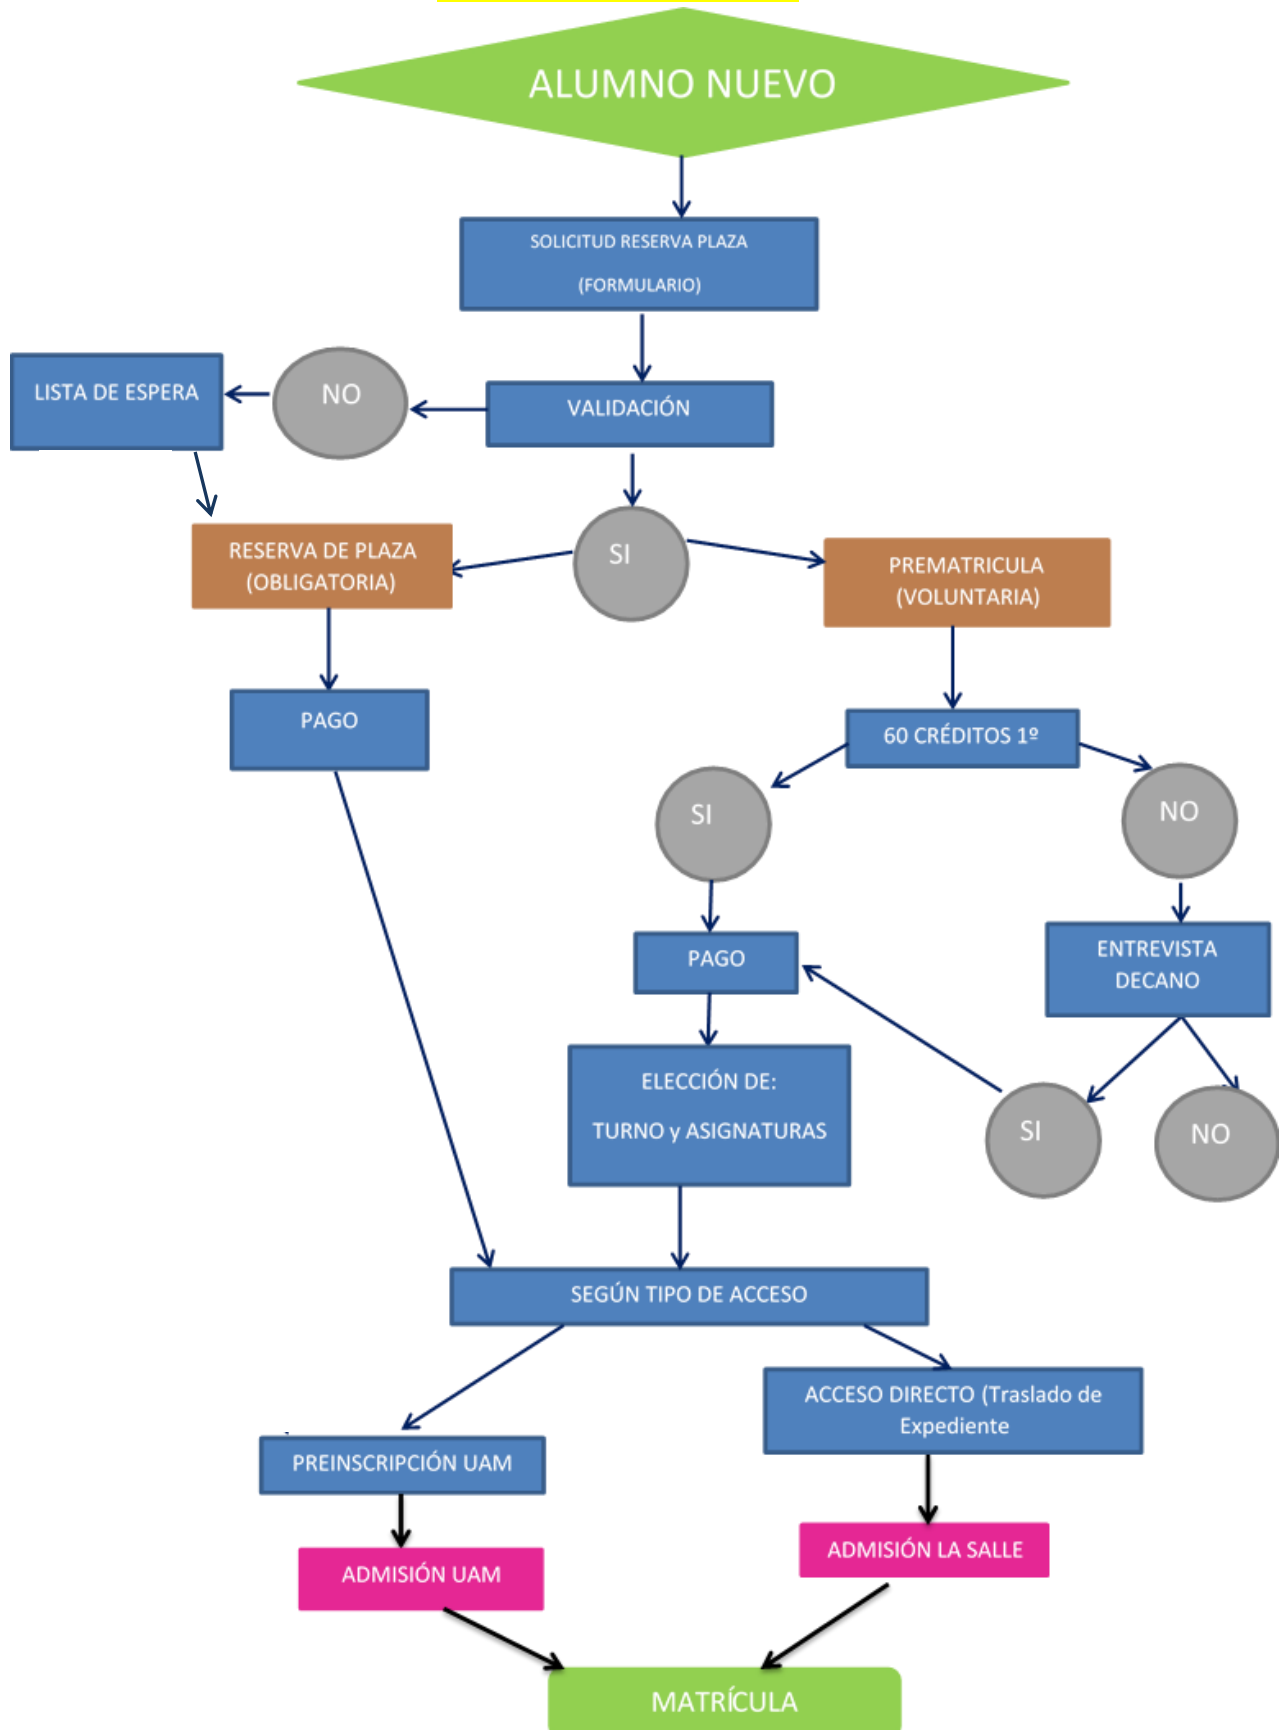 ALUMNO NUEVO
SOLICITUD RESERVA PLAZA
(FORMULARIO)
LISTA DE ESPERA
NO
VALIDACIÓN
RESERVA DE PLAZA
(OBLIGATORIA)
SI
PREMATRICULA
(VOLUNTARIA)
PAGO
60 CRÉDITOS 1º
SI
NO
PAGO
ENTREVISTA
DECANO
ELECCIÓN DE:
TURNO y ASIGNATURAS
SI
NO
SEGÚN TIPO DE ACCESO
ACCESO DIRECTO (Traslado de
Expediente
PREINSCRIPCIÓN UAM
ADMISIÓN LA SALLE
ADMISIÓN UAM
MATRÍCULA